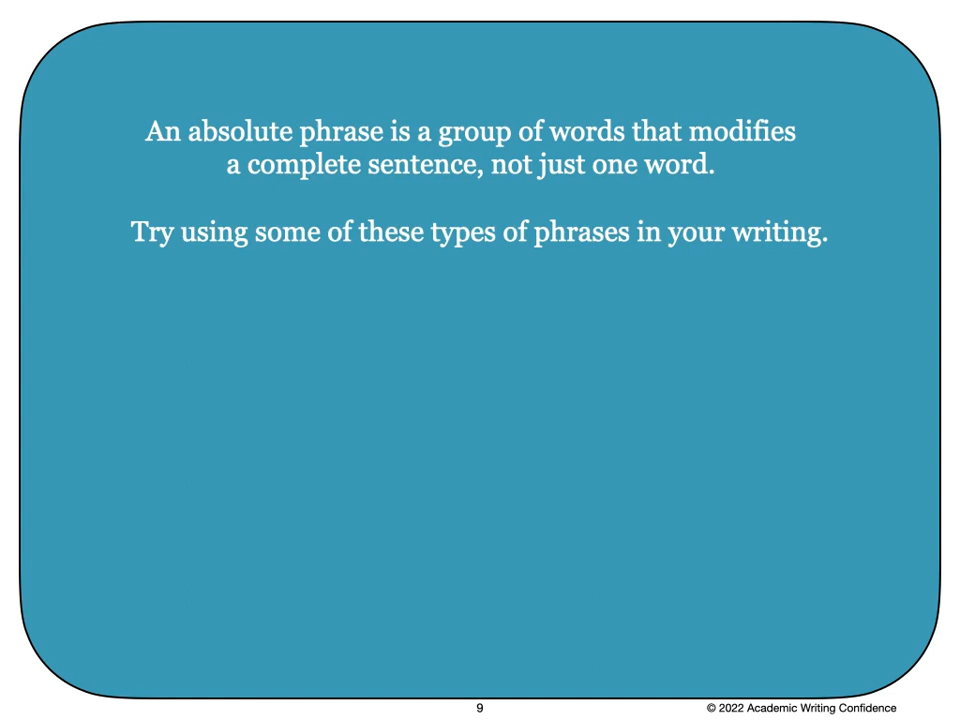 An absolute phrase is a group of words that modifies
a complete sentence, not just one word.
Try using some of these types of phrases in your writing.
9
© 2022 Academic Writing Confidence